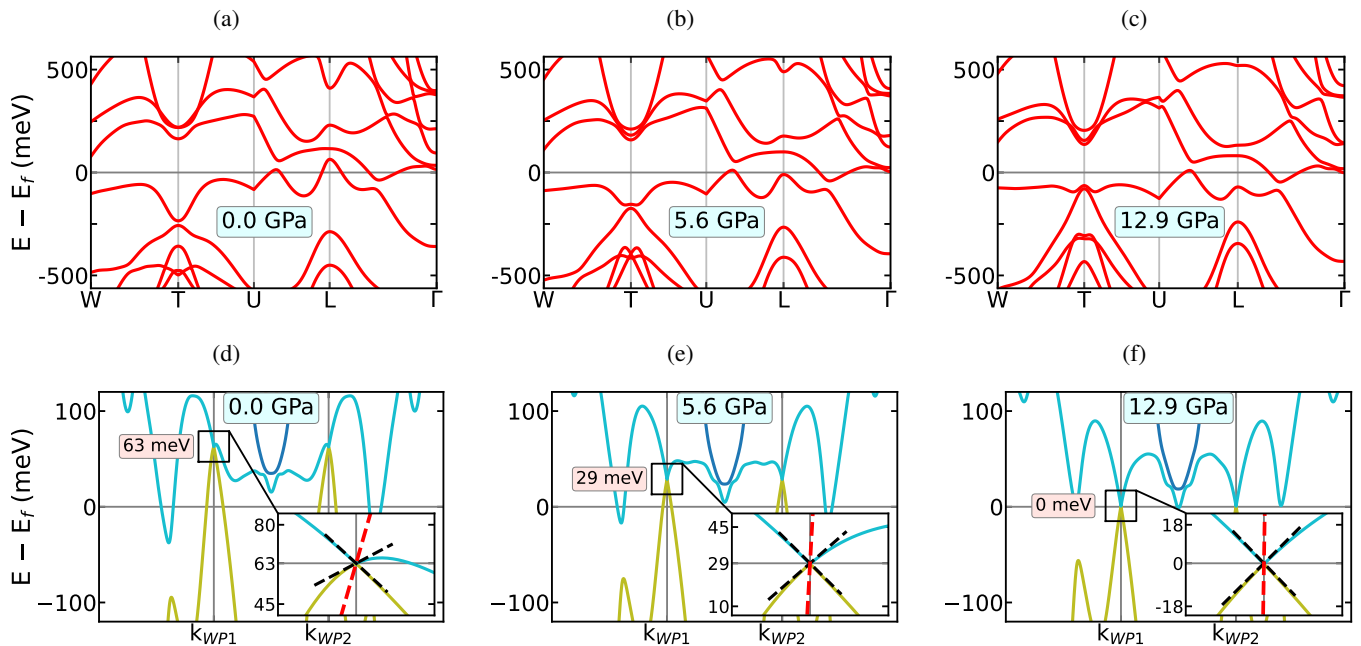 (a)
(b)
(c)
E − E_f (meV)
500
0
-500
0.0 GPa
W T U L Γ
500
0
-500
5.6 GPa
W T U L Γ
500
0
-500
12.9 GPa
W T U L Γ
(d)
(e)
(f)
E − E_f (meV)
100
0
−100
0.0 GPa
63 meV
80
63
45
k_WP1 k_WP2
100
0
−100
5.6 GPa
29 meV
45
29
10
k_WP1 k_WP2
100
0
−100
12.9 GPa
0 meV
18
0
-18
k_WP1 k_WP2